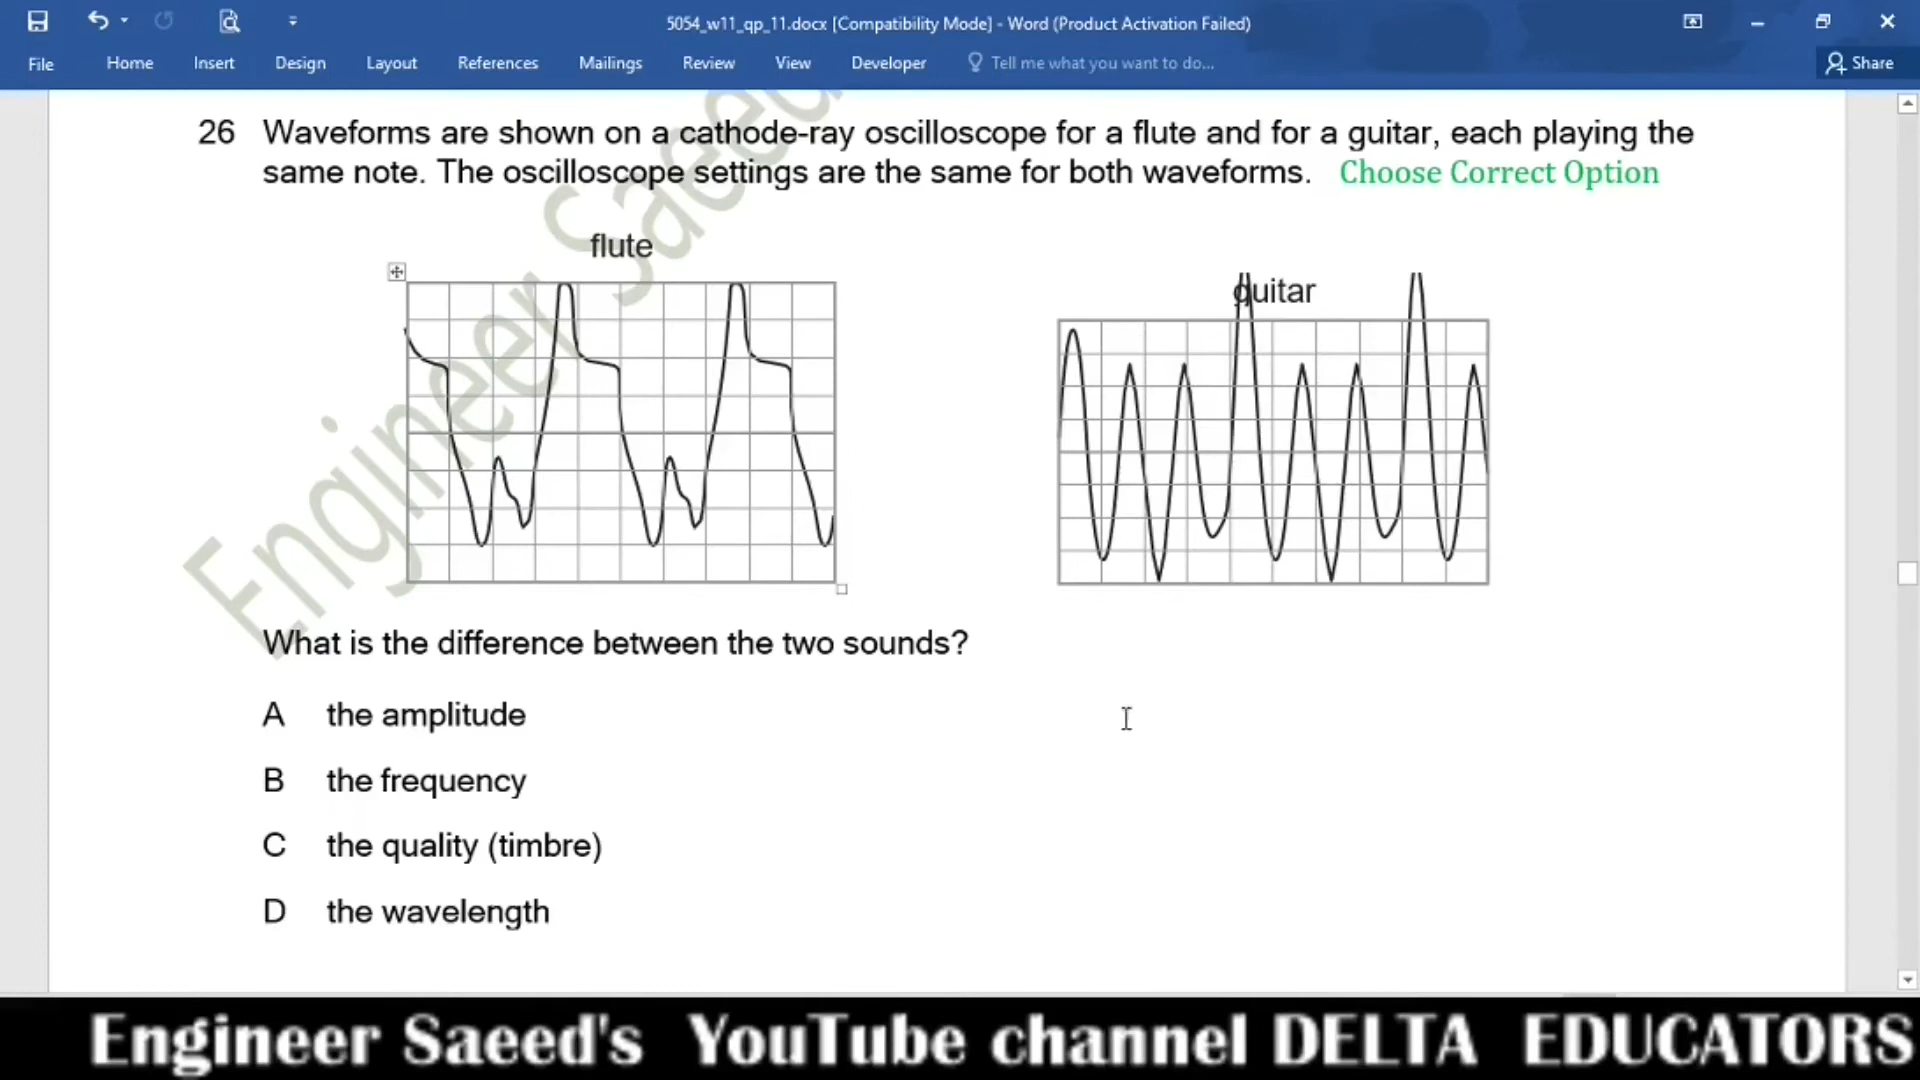 5054_w11_qp_11.docx [Compatibility Mode] - Word (Product Activation Failed)
File Home Insert Design Layout References Mailings Review View Developer Tell me what you want to do... Share
26 Waveforms are shown on a cathode-ray oscilloscope for a flute and for a guitar, each playing the
same note. The oscilloscope settings are the same for both waveforms. Choose Correct Option
flute
guitar
Engineer Saeed
What is the difference between the two sounds?
A the amplitude
B the frequency
C the quality (timbre)
D the wavelength
Engineer Saeed's YouTube channel DELTA EDUCATORS